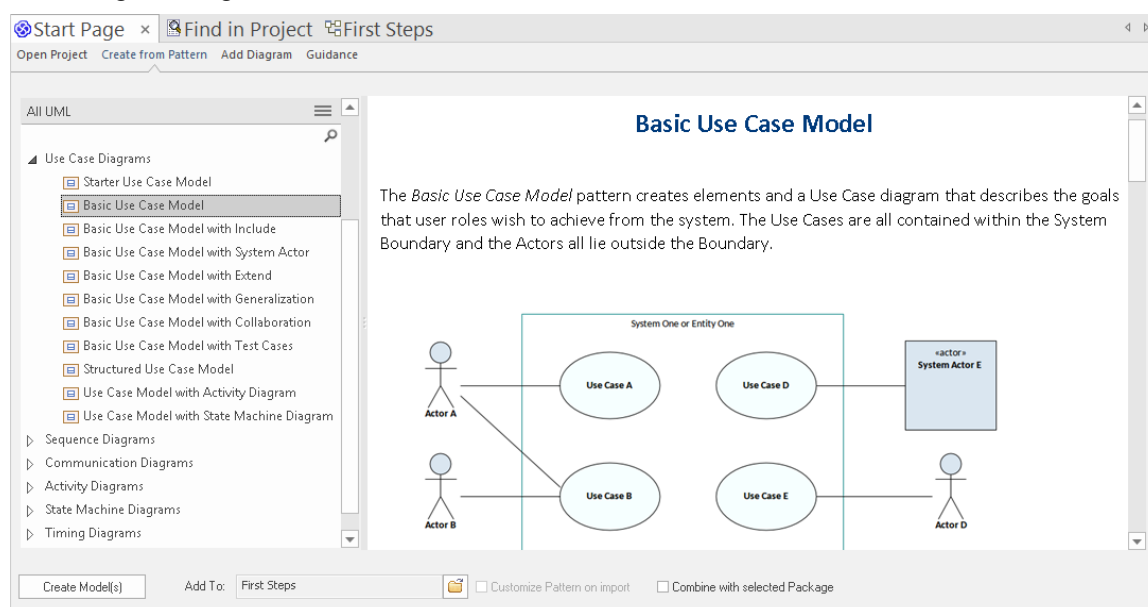 Start Page × Find in Project First Steps
Open Project Create from Pattern Add Diagram Guidance
All UML
Use Case Diagrams
Starter Use Case Model
Basic Use Case Model
Basic Use Case Model with Include
Basic Use Case Model with System Actor
Basic Use Case Model with Extend
Basic Use Case Model with Generalization
Basic Use Case Model with Collaboration
Basic Use Case Model with Test Cases
Structured Use Case Model
Use Case Model with Activity Diagram
Use Case Model with State Machine Diagram
Sequence Diagrams
Communication Diagrams
Activity Diagrams
State Machine Diagrams
Timing Diagrams
Basic Use Case Model
The Basic Use Case Model pattern creates elements and a Use Case diagram that describes the goals
that user roles wish to achieve from the system. The Use Cases are all contained within the System
Boundary and the Actors all lie outside the Boundary.
System One or Entity One
Actor A
Use Case A
Use Case D
«actor»
System Actor E
Actor B
Use Case B
Use Case E
Actor D
Create Model(s) Add To: First Steps Customize Pattern on import Combine with selected Package